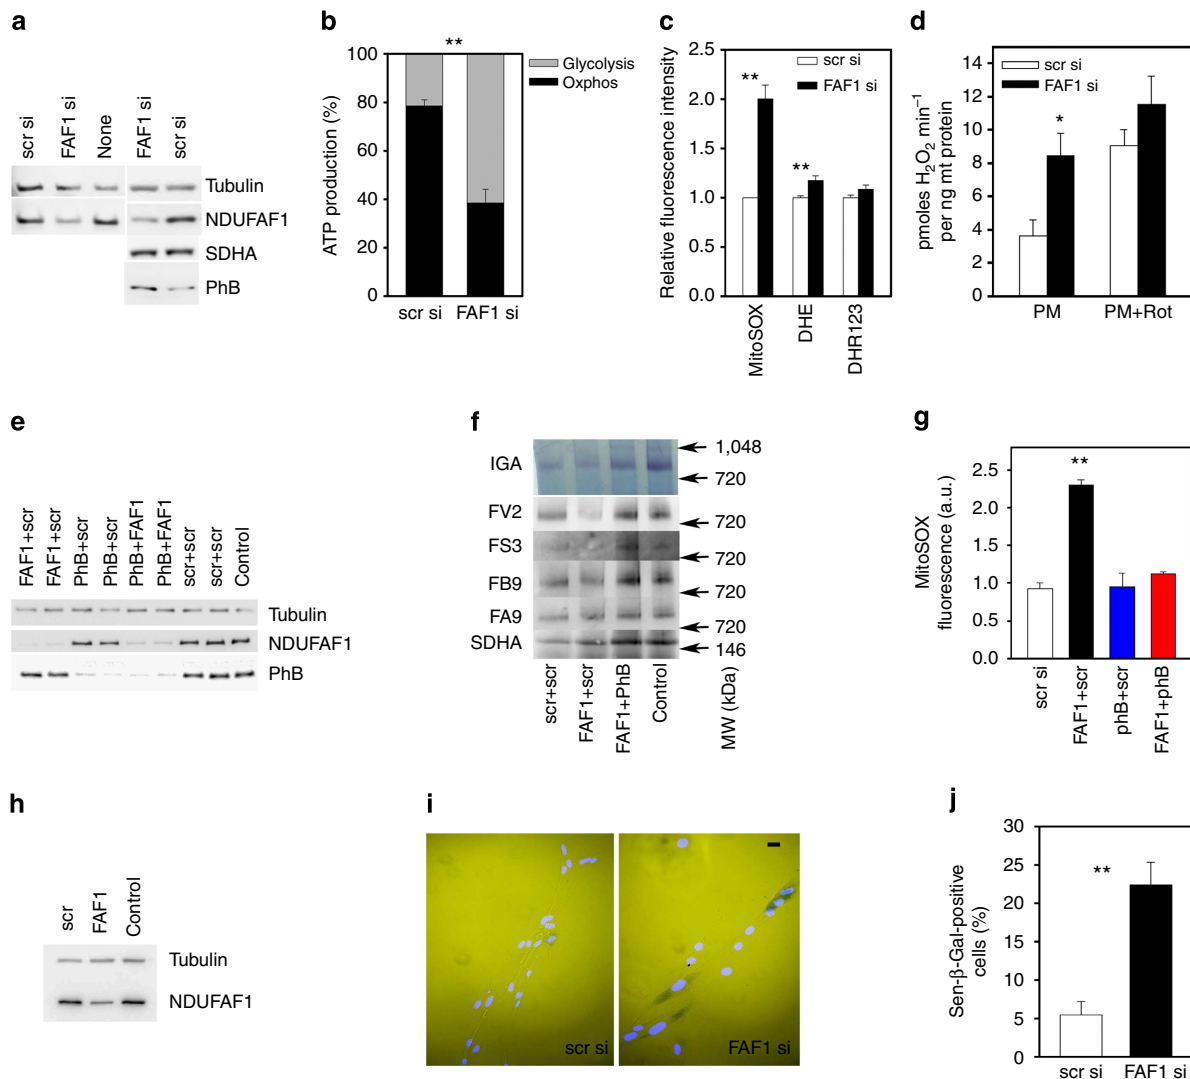 a
scr si
FAF1 si
None
FAF1 si
scr si
Tubulin
NDUFAF1
SDHA
PhB
b
**
100
80
60
40
20
0
ATP production (%)
scr si
FAF1 si
Glycolysis
Oxphos
c
2.5
2.0
1.5
1.0
0.5
0.0
Relative fluorescence intensity
scr si
FAF1 si
**
**
MitoSOX
DHE
DHR123
d
14
12
10
8
6
4
2
0
pmoles H₂O₂ min⁻¹
per ng mt protein
scr si
FAF1 si
*
PM
PM+Rot
e
FAF1+scr
FAF1+scr
PhB+scr
PhB+scr
PhB+FAF1
PhB+FAF1
scr+scr
scr+scr
Control
Tubulin
NDUFAF1
PhB
f
IGA
1,048
720
FV2
720
FS3
720
FB9
720
FA9
720
SDHA
146
scr+scr
FAF1+scr
FAF1+PhB
Control
MW (kDa)
g
2.5
2.0
1.5
1.0
0.5
0.0
MitoSOX
fluorescence (a.u.)
**
scr si
FAF1+scr
phB+scr
FAF1+phB
h
scr
FAF1
Control
Tubulin
NDUFAF1
i
scr si
FAF1 si
j
30
25
20
15
10
5
0
Sen-β-Gal-positive
cells (%)
**
scr si
FAF1 si